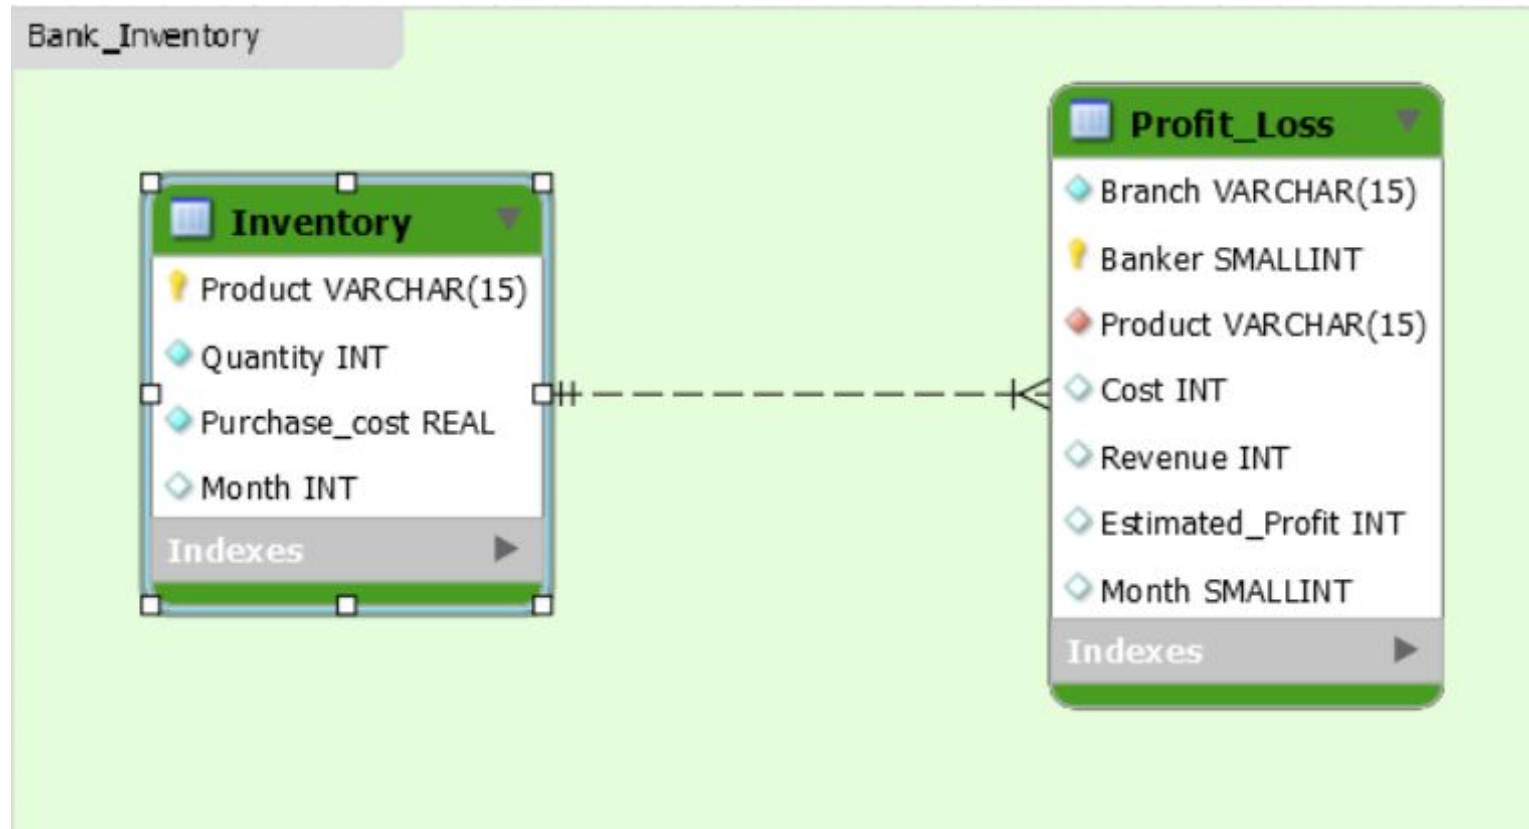 Bank_Inventory
Inventory
Product VARCHAR(15)
Quantity INT
Purchase_cost REAL
Month INT
Indexes
Profit_Loss
Branch VARCHAR(15)
Banker SMALLINT
Product VARCHAR(15)
Cost INT
Revenue INT
Estimated_Profit INT
Month SMALLINT
Indexes